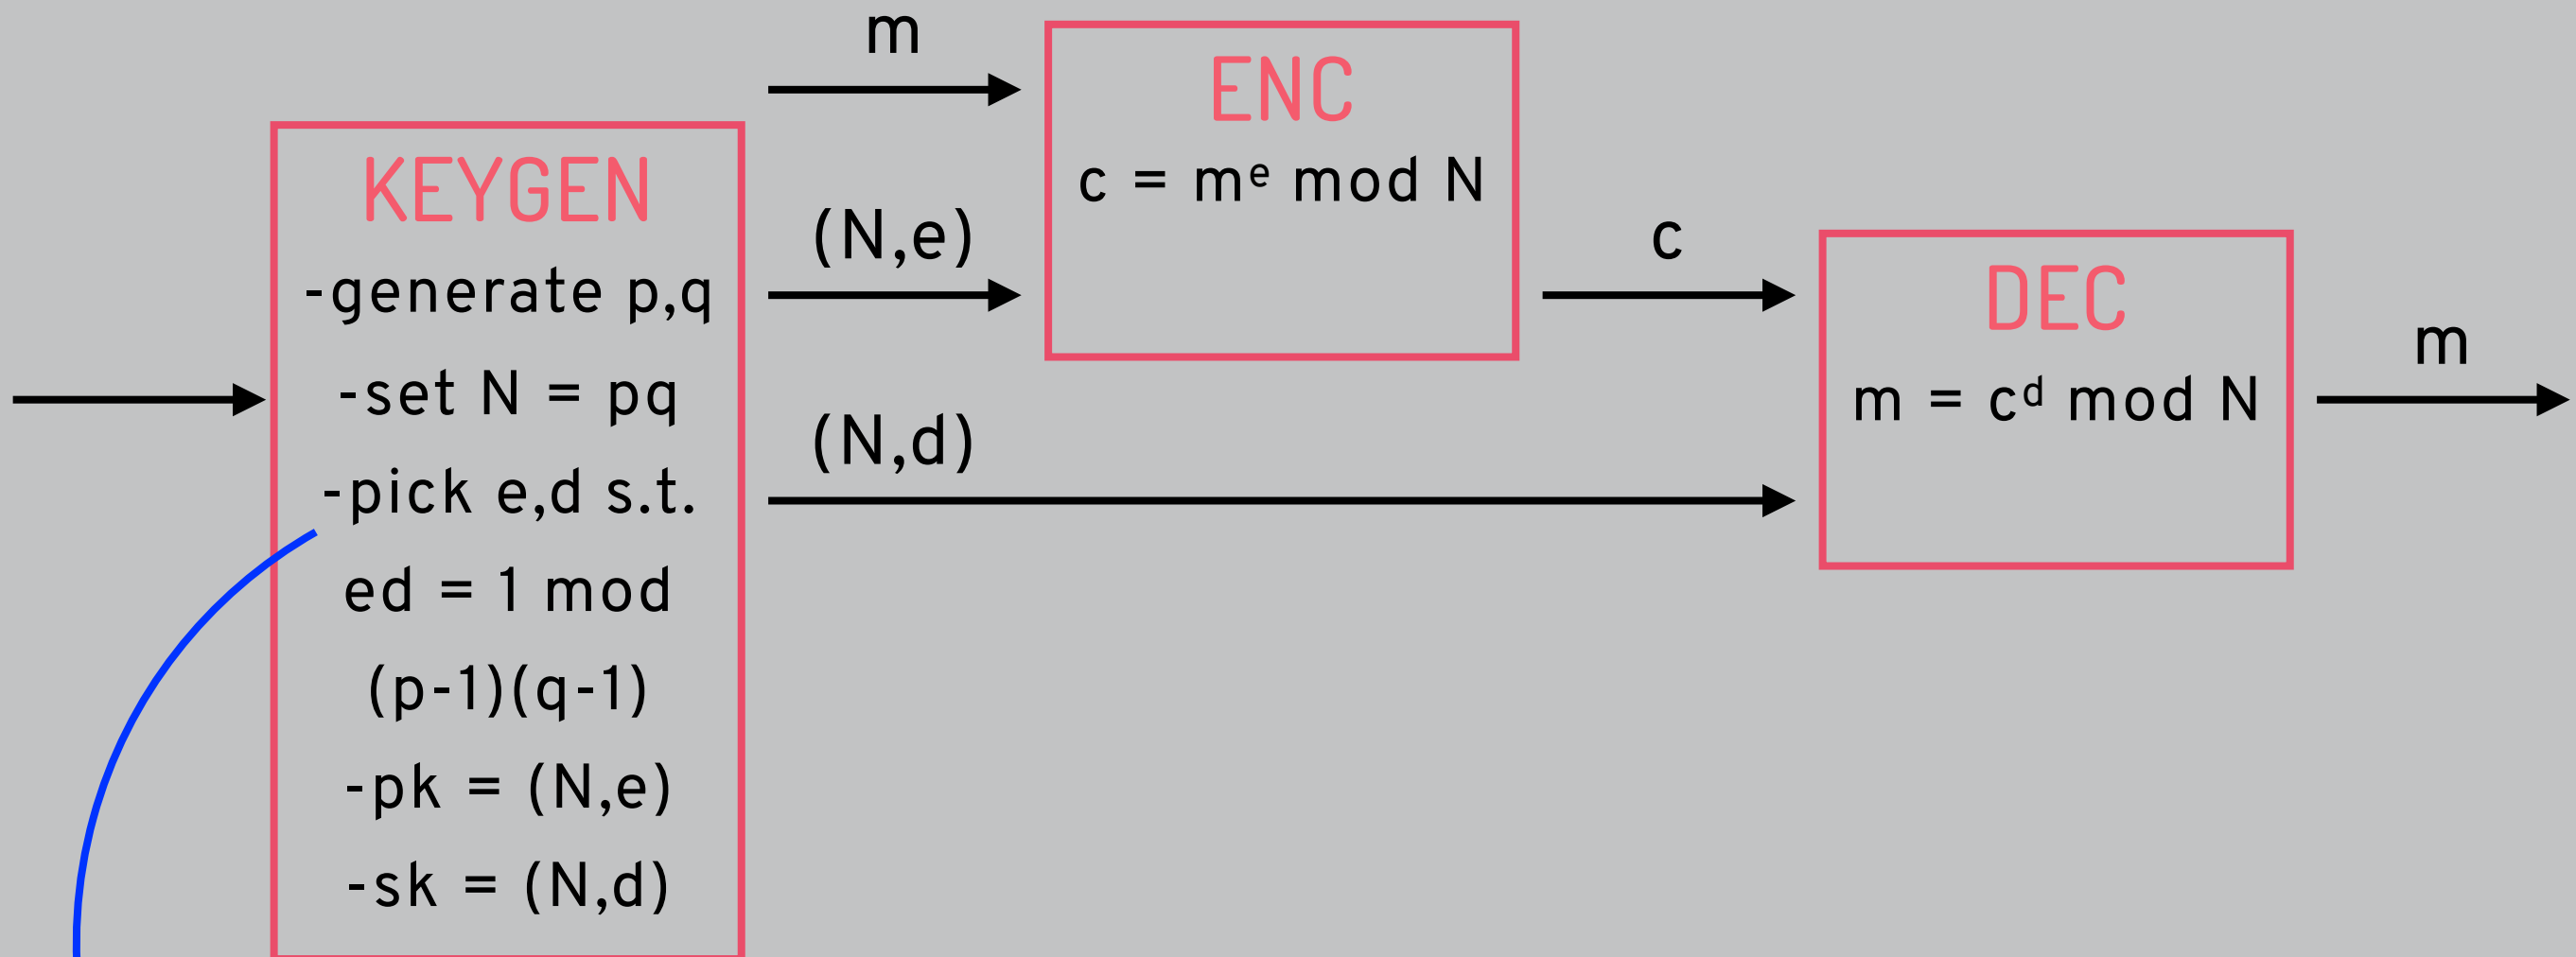 KEYGEN
-generate p,q
-set N = pq
-pick e,d s.t.
ed = 1 mod
(p-1)(q-1)
-pk = (N,e)
-sk = (N,d)
m
(N,e)
(N,d)
ENC
c = mᵉ mod N
c
DEC
m = cᵈ mod N
m